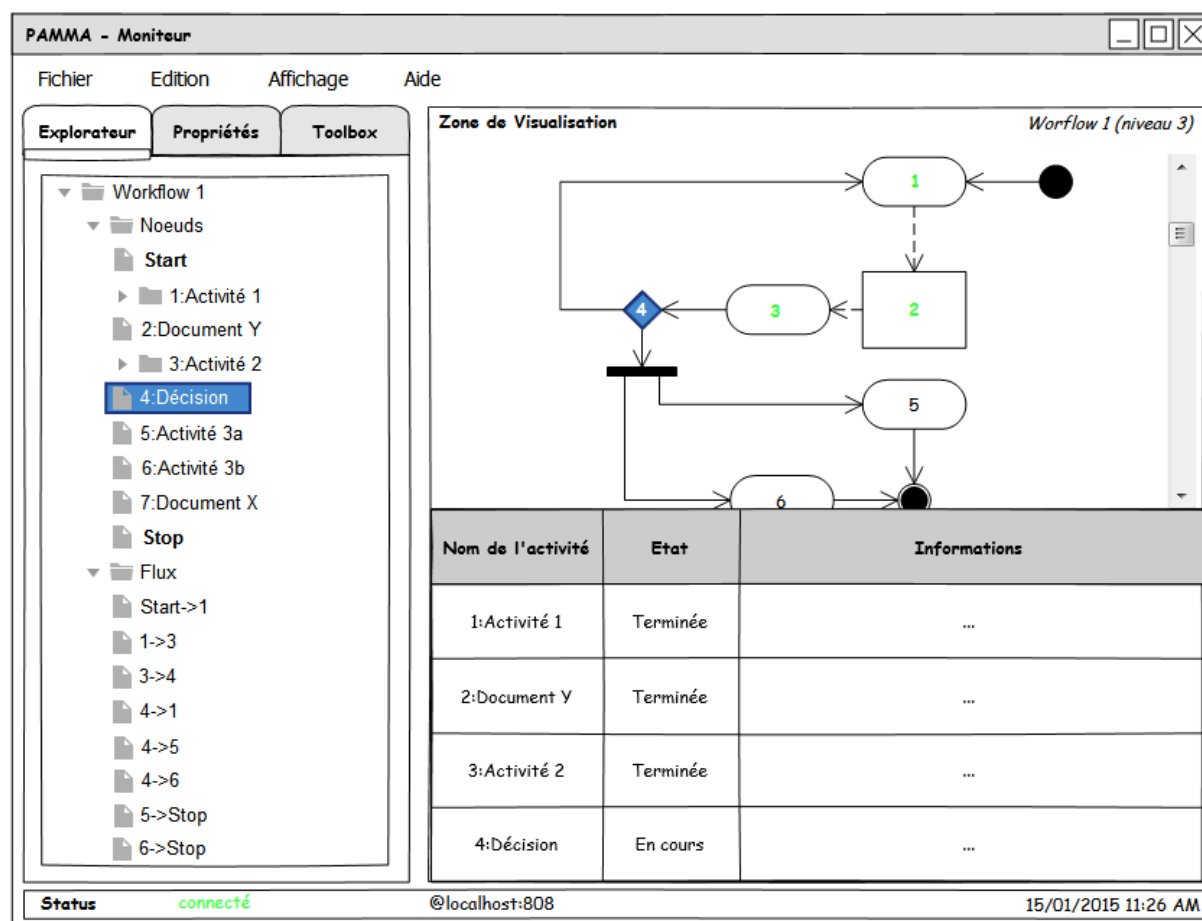 PAMMA - Moniteur
Fichier Edition Affichage Aide
Explorateur Propriétés Toolbox
Workflow 1
Noeuds
Start
1:Activité 1
2:Document Y
3:Activité 2
4:Décision
5:Activité 3a
6:Activité 3b
7:Document X
Stop
Flux
Start->1
1->3
3->4
4->1
4->5
4->6
5->Stop
6->Stop
Zone de Visualisation Worflow 1 (niveau 3)
1
4 3 2
5
6
Nom de l'activité Etat Informations
1:Activité 1 Terminée ...
2:Document Y Terminée ...
3:Activité 2 Terminée ...
4:Décision En cours ...
Status connecté @localhost:808 15/01/2015 11:26 AM